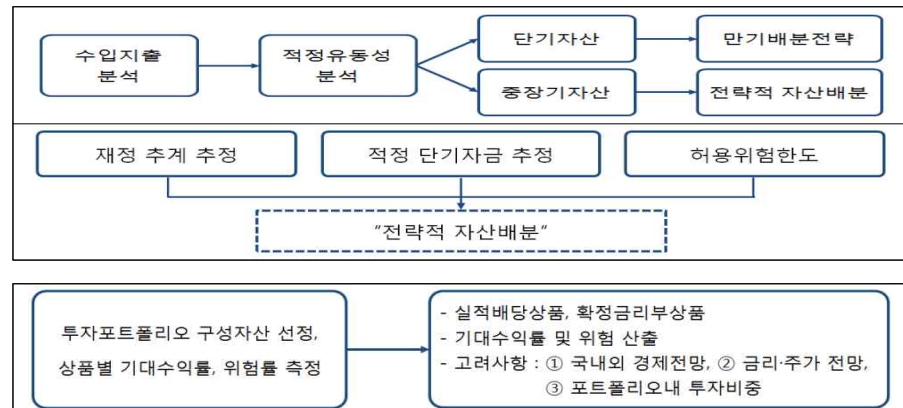 수입지출
분석
적정유동성
분석
단기자산
만기배분전략
중장기자산
전략적 자산배분
재정 추계 추정
적정 단기자금 추정
허용위험한도
"전략적 자산배분"
투자포트폴리오 구성자산 선정,
상품별 기대수익률, 위험률 측정
- 실적배당상품, 확정금리부상품
- 기대수익률 및 위험 산출
- 고려사항 : ① 국내외 경제전망, ② 금리·주가 전망,
③ 포트폴리오내 투자비중